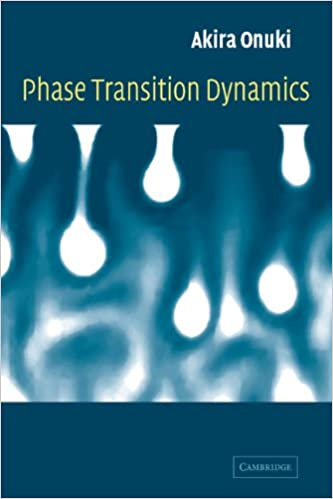 Akira Onuki
Phase Transition Dynamics
CAMBRIDGE